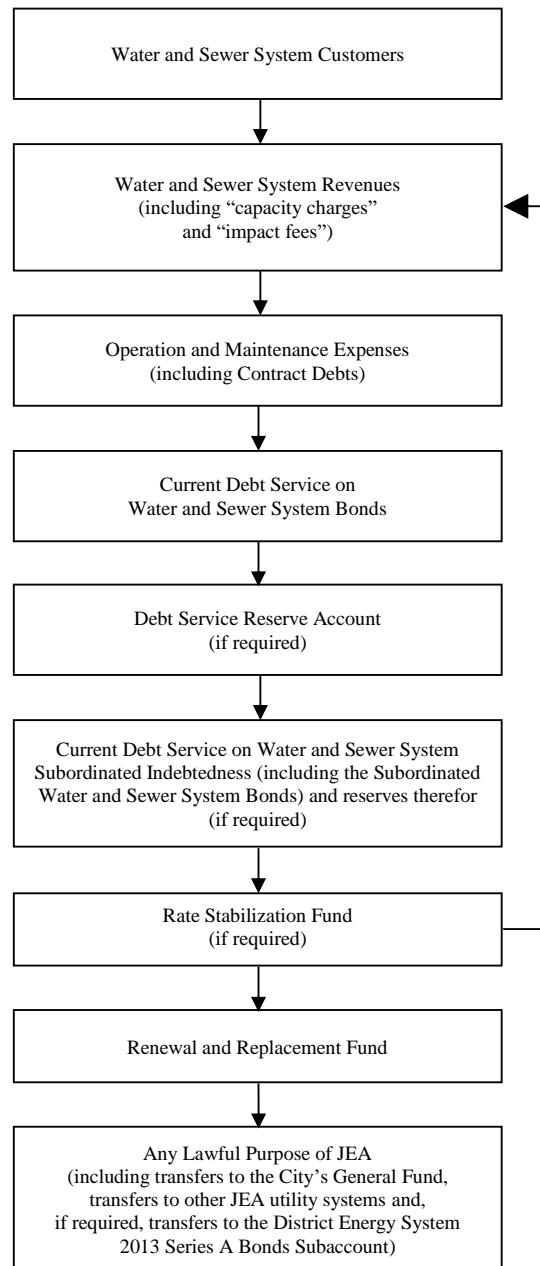 Water and Sewer System Customers
Water and Sewer System Revenues
(including “capacity charges”
and “impact fees”)
Operation and Maintenance Expenses
(including Contract Debts)
Current Debt Service on
Water and Sewer System Bonds
Debt Service Reserve Account
(if required)
Current Debt Service on Water and Sewer System
Subordinated Indebtedness (including the Subordinated
Water and Sewer System Bonds) and reserves therefor
(if required)
Rate Stabilization Fund
(if required)
Renewal and Replacement Fund
Any Lawful Purpose of JEA
(including transfers to the City’s General Fund,
transfers to other JEA utility systems and,
if required, transfers to the District Energy System
2013 Series A Bonds Subaccount)